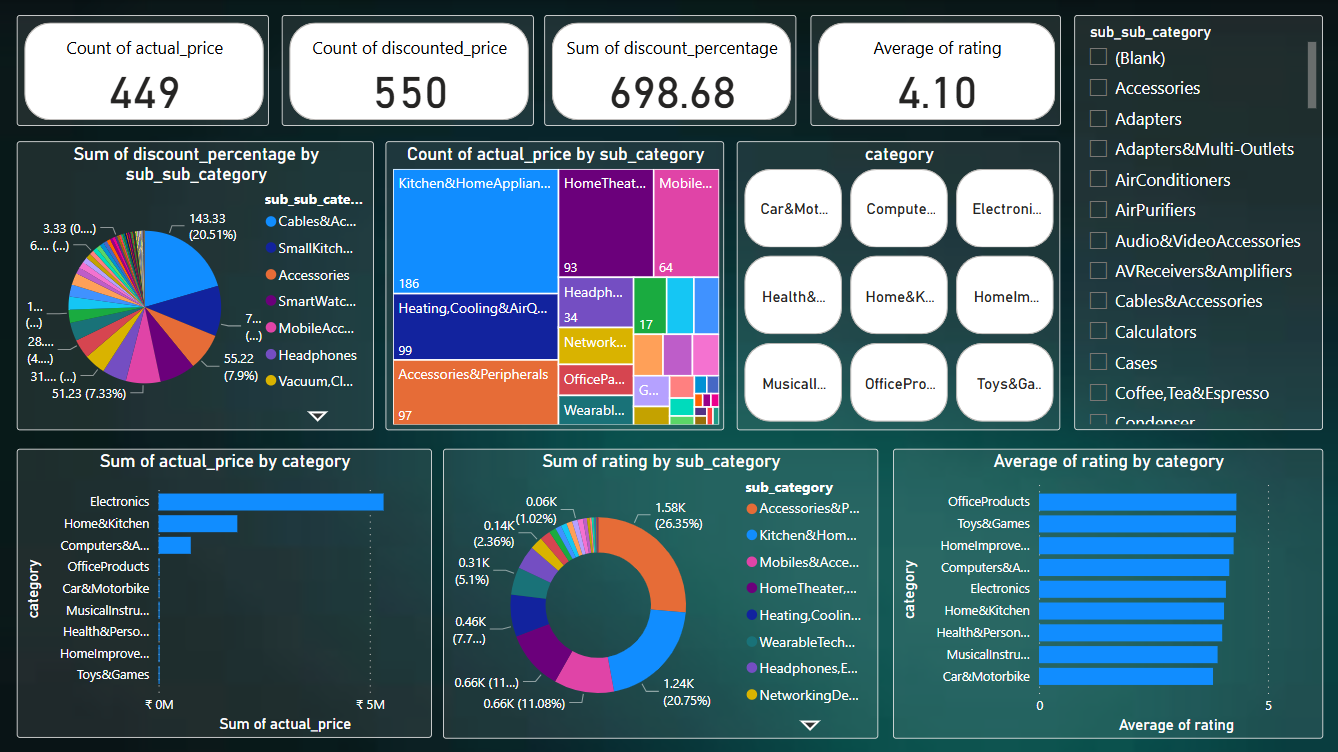 Count of actual_price
449
Count of discounted_price
550
Sum of discount_percentage
698.68
Average of rating
4.10
sub_sub_category
(Blank)
Accessories
Adapters
Adapters&Multi-Outlets
AirConditioners
AirPurifiers
Audio&VideoAccessories
AVReceivers&Amplifiers
Cables&Accessories
Calculators
Cases
Coffee,Tea&Espresso
Condenser
Sum of discount_percentage by
sub_sub_category
3.33 (0....)
6.... (...)
1...
(...)
28....
(4....)
31.... (...)
51.23 (7.33%)
143.33
(20.51%)
7...
(...)
55.22
(7.9%)
sub_sub_cate...
Cables&Ac...
SmallKitch...
Accessories
SmartWatc...
MobileAcc...
Headphones
Vacuum,Cl...
Count of actual_price by sub_category
Kitchen&HomeApplian...
186
Heating,Cooling&AirQ...
99
Accessories&Peripherals
97
HomeTheat...
93
Mobile...
64
Headph...
34
17
Network...
OfficePa...
Wearabl...
G...
category
Car&Mot...
Compute...
Electroni...
Health&...
Home&K...
HomeIm...
MusicalI...
OfficePro...
Toys&Ga..
Sum of actual_price by category
category
Electronics
Home&Kitchen
Computers&A...
OfficeProducts
Car&Motorbike
MusicalInstru...
Health&Perso...
HomeImprove...
Toys&Games
₹ 0M
₹ 5M
Sum of actual_price
Sum of rating by sub_category
0.06K
(1.02%)
0.14K
(2.36%)
0.31K
(5.1%)
0.46K
(7.7...)
0.66K (11...)
0.66K (11.08%)
1.58K
(26.35%)
1.24K
(20.75%)
sub_category
Accessories&P...
Kitchen&Hom...
Mobiles&Acce...
HomeTheater,...
Heating,Coolin...
WearableTech...
Headphones,E...
NetworkingDe...
Average of rating by category
category
OfficeProducts
Toys&Games
HomeImprove...
Computers&A...
Electronics
Home&Kitchen
Health&Person...
MusicalInstru...
Car&Motorbike
0
5
Average of rating